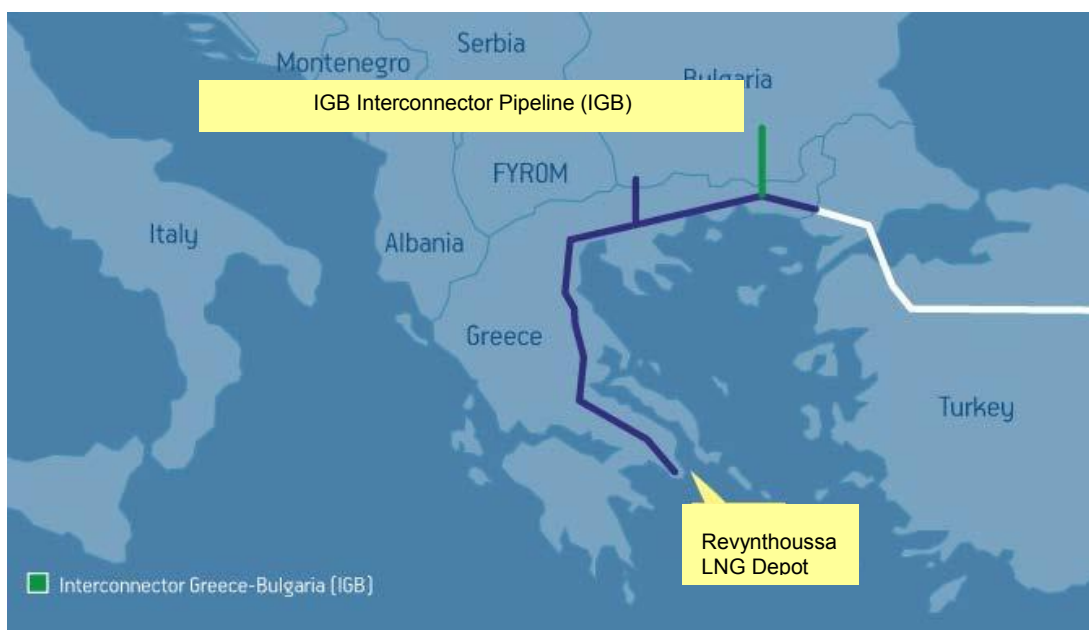 Serbia
Montenegro
Bulgaria
IGB Interconnector Pipeline (IGB)
FYROM
Italy
Albania
Greece
Turkey
Revynthoussa
LNG Depot
Interconnector Greece-Bulgaria (IGB)